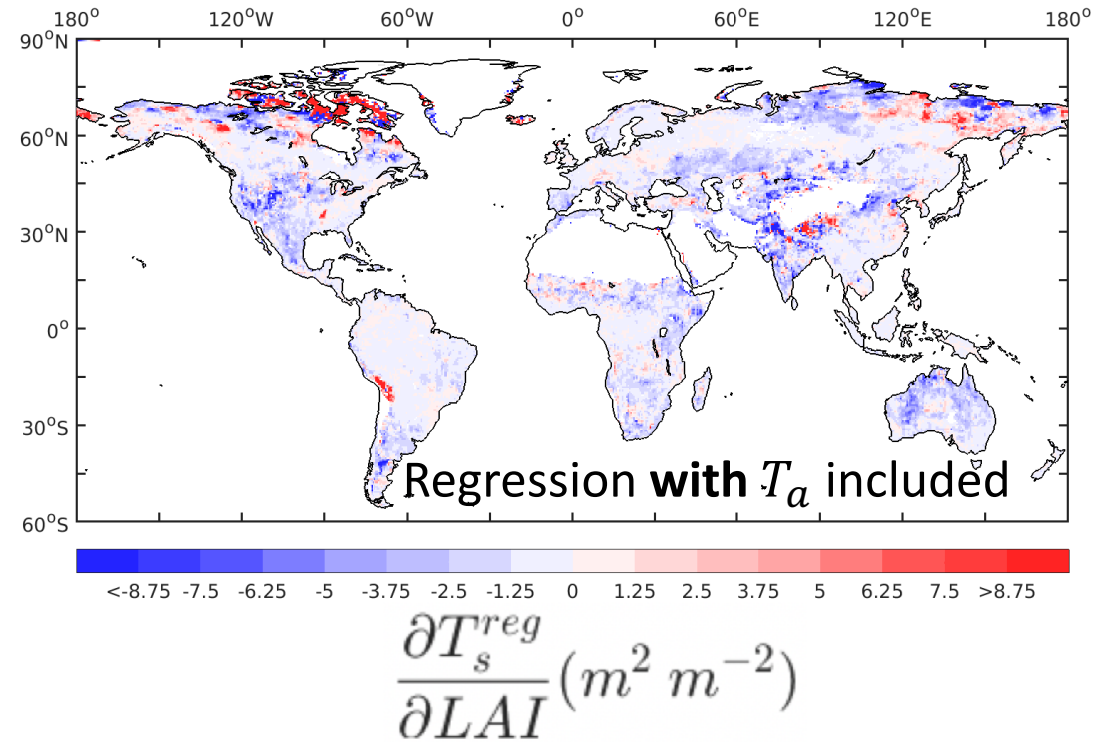 180° 120°W 60°W 0° 60°E 120°E 180°
90°N
60°N
30°N
0°
30°S
60°S
Regression with Tₐ included
<-8.75 -7.5 -6.25 -5 -3.75 -2.5 -1.25 0 1.25 2.5 3.75 5 6.25 7.5 >8.75
∂Tₛʳᵉᵍ
∂LAI (m² m⁻²)